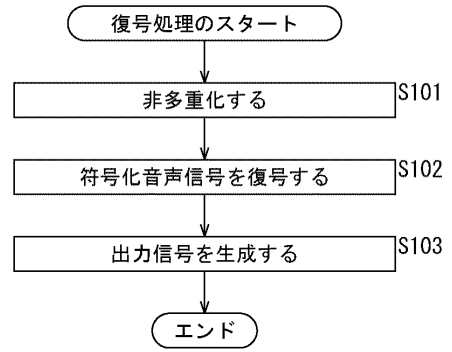 復号処理のスタート
非多重化する
S101
符号化音声信号を復号する
S102
出力信号を生成する
S103
エンド